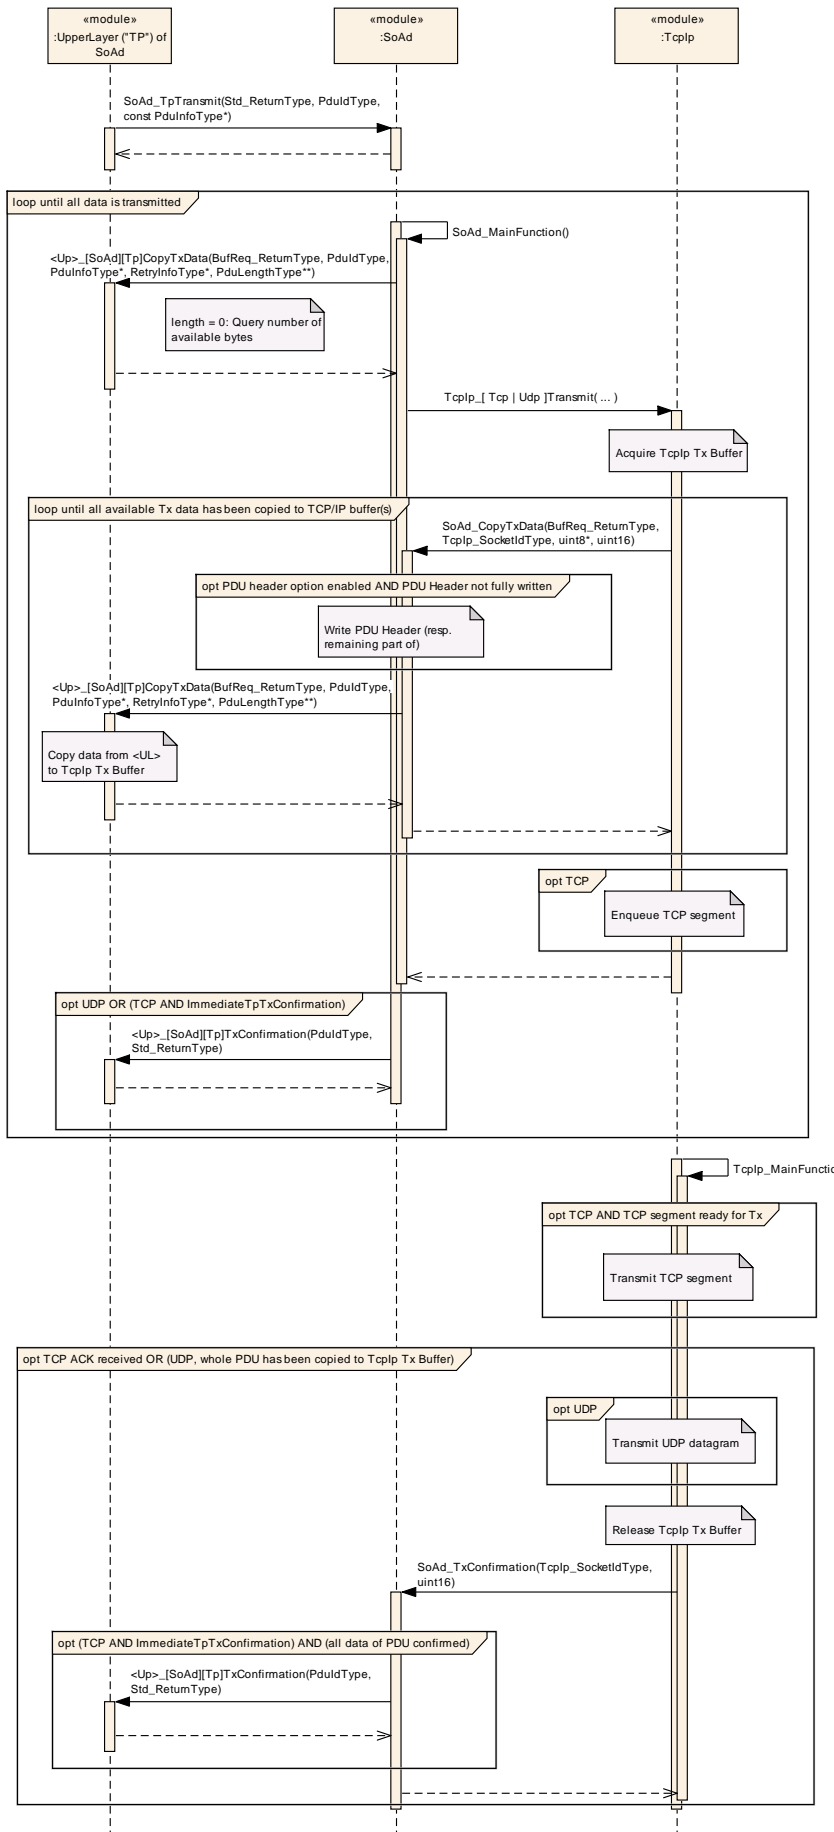 «module»
:UpperLayer ("TP") of
SoAd
«module»
:SoAd
«module»
:TcpIp
SoAd_TpTransmit(Std_ReturnType, PduIdType,
const PduInfoType*)
loop until all data is transmitted
SoAd_MainFunction()
<Up>_[SoAd][Tp]CopyTxData(BufReq_ReturnType, PduIdType,
PduInfoType*, RetryInfoType*, PduLengthType**)
length = 0: Query number of
available bytes
TcpIp_[ Tcp | Udp ]Transmit( ... )
Acquire TcpIp Tx Buffer
loop until all available Tx data has been copied to TCP/IP buffer(s)
SoAd_CopyTxData(BufReq_ReturnType,
TcpIp_SocketIdType, uint8*, uint16)
opt PDU header option enabled AND PDU Header not fully written
Write PDU Header (resp.
remaining part of)
<Up>_[SoAd][Tp]CopyTxData(BufReq_ReturnType, PduIdType,
PduInfoType*, RetryInfoType*, PduLengthType**)
Copy data from <UL>
to TcpIp Tx Buffer
opt TCP
Enqueue TCP segment
opt UDP OR (TCP AND ImmediateTpTxConfirmation)
<Up>_[SoAd][Tp]TxConfirmation(PduIdType,
Std_ReturnType)
TcpIp_MainFunctio
opt TCP AND TCP segment ready for Tx
Transmit TCP segment
opt TCP ACK received OR (UDP, whole PDU has been copied to TcpIp Tx Buffer)
opt UDP
Transmit UDP datagram
Release TcpIp Tx Buffer
SoAd_TxConfirmation(TcpIp_SocketIdType,
uint16)
opt (TCP AND ImmediateTpTxConfirmation) AND (all data of PDU confirmed)
<Up>_[SoAd][Tp]TxConfirmation(PduIdType,
Std_ReturnType)